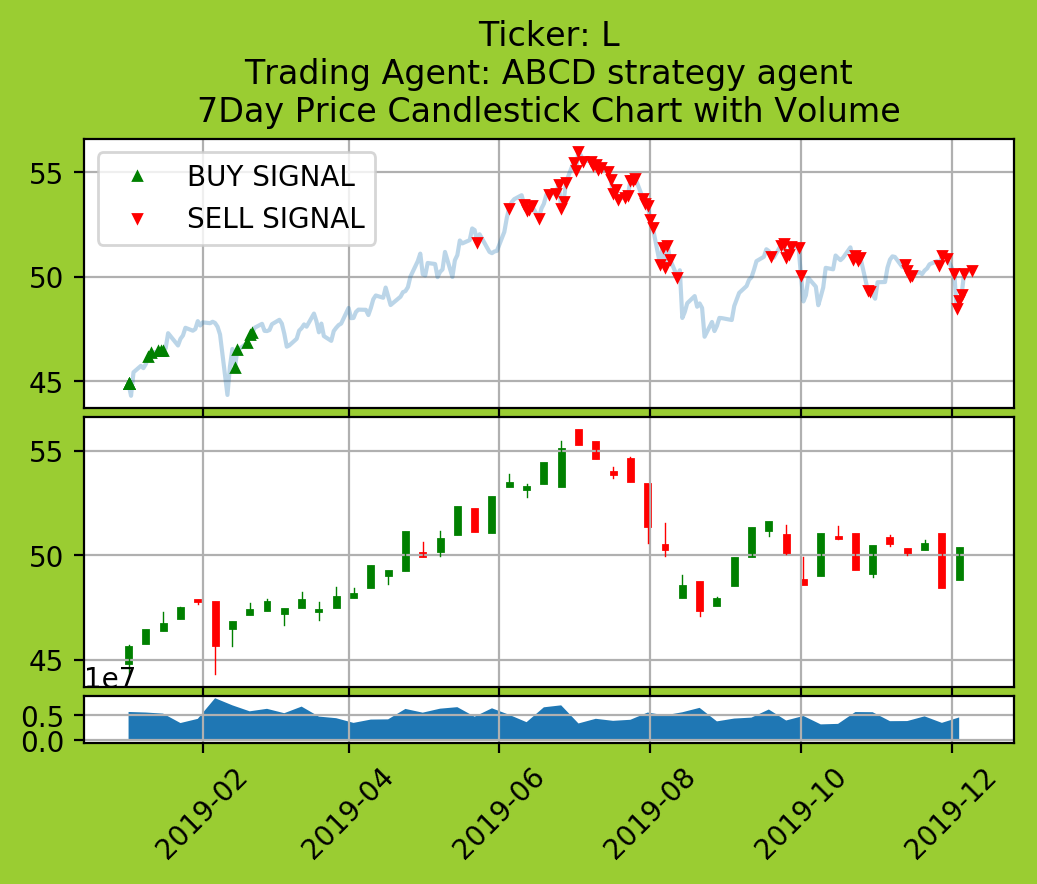 Ticker: L
Trading Agent: ABCD strategy agent
7Day Price Candlestick Chart with Volume
BUY SIGNAL
SELL SIGNAL
55
50
45
55
50
45
1e7
0.5
0.0
2019-02
2019-04
2019-06
2019-08
2019-10
2019-12